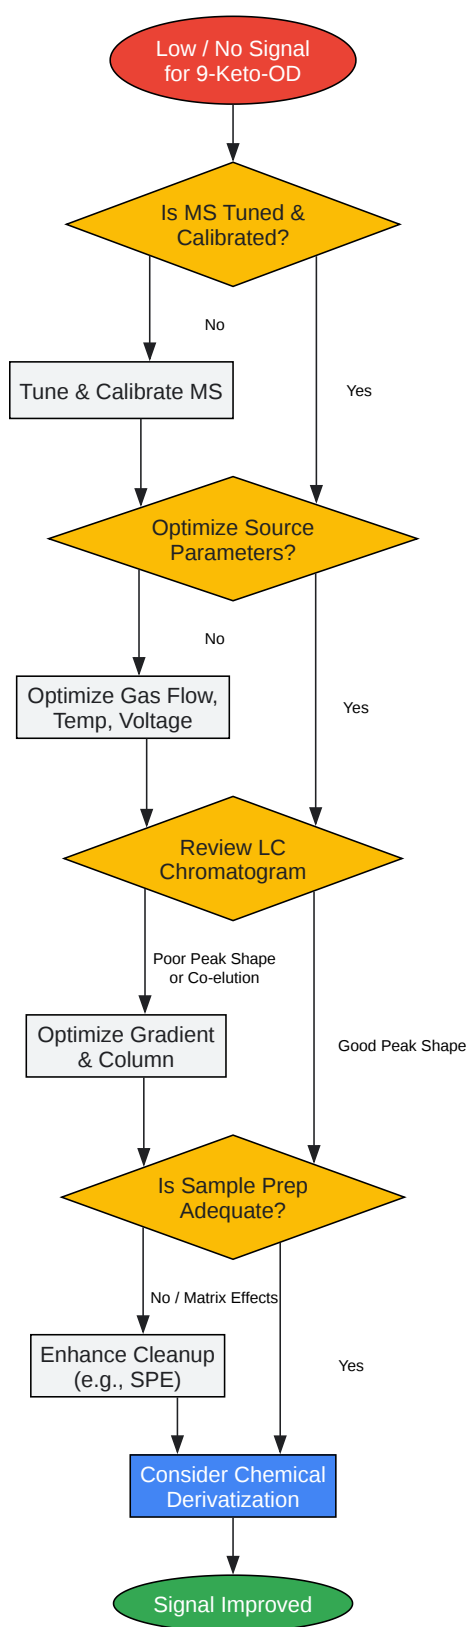 Low / No Signal
for 9-Keto-OD
Is MS Tuned &
Calibrated?
No
Yes
Tune & Calibrate MS
Optimize Source
Parameters?
No
Yes
Optimize Gas Flow,
Temp, Voltage
Review LC
Chromatogram
Poor Peak Shape
or Co-elution
Good Peak Shape
Optimize Gradient
& Column
Is Sample Prep
Adequate?
No / Matrix Effects
Yes
Enhance Cleanup
(e.g., SPE)
Consider Chemical
Derivatization
Signal Improved